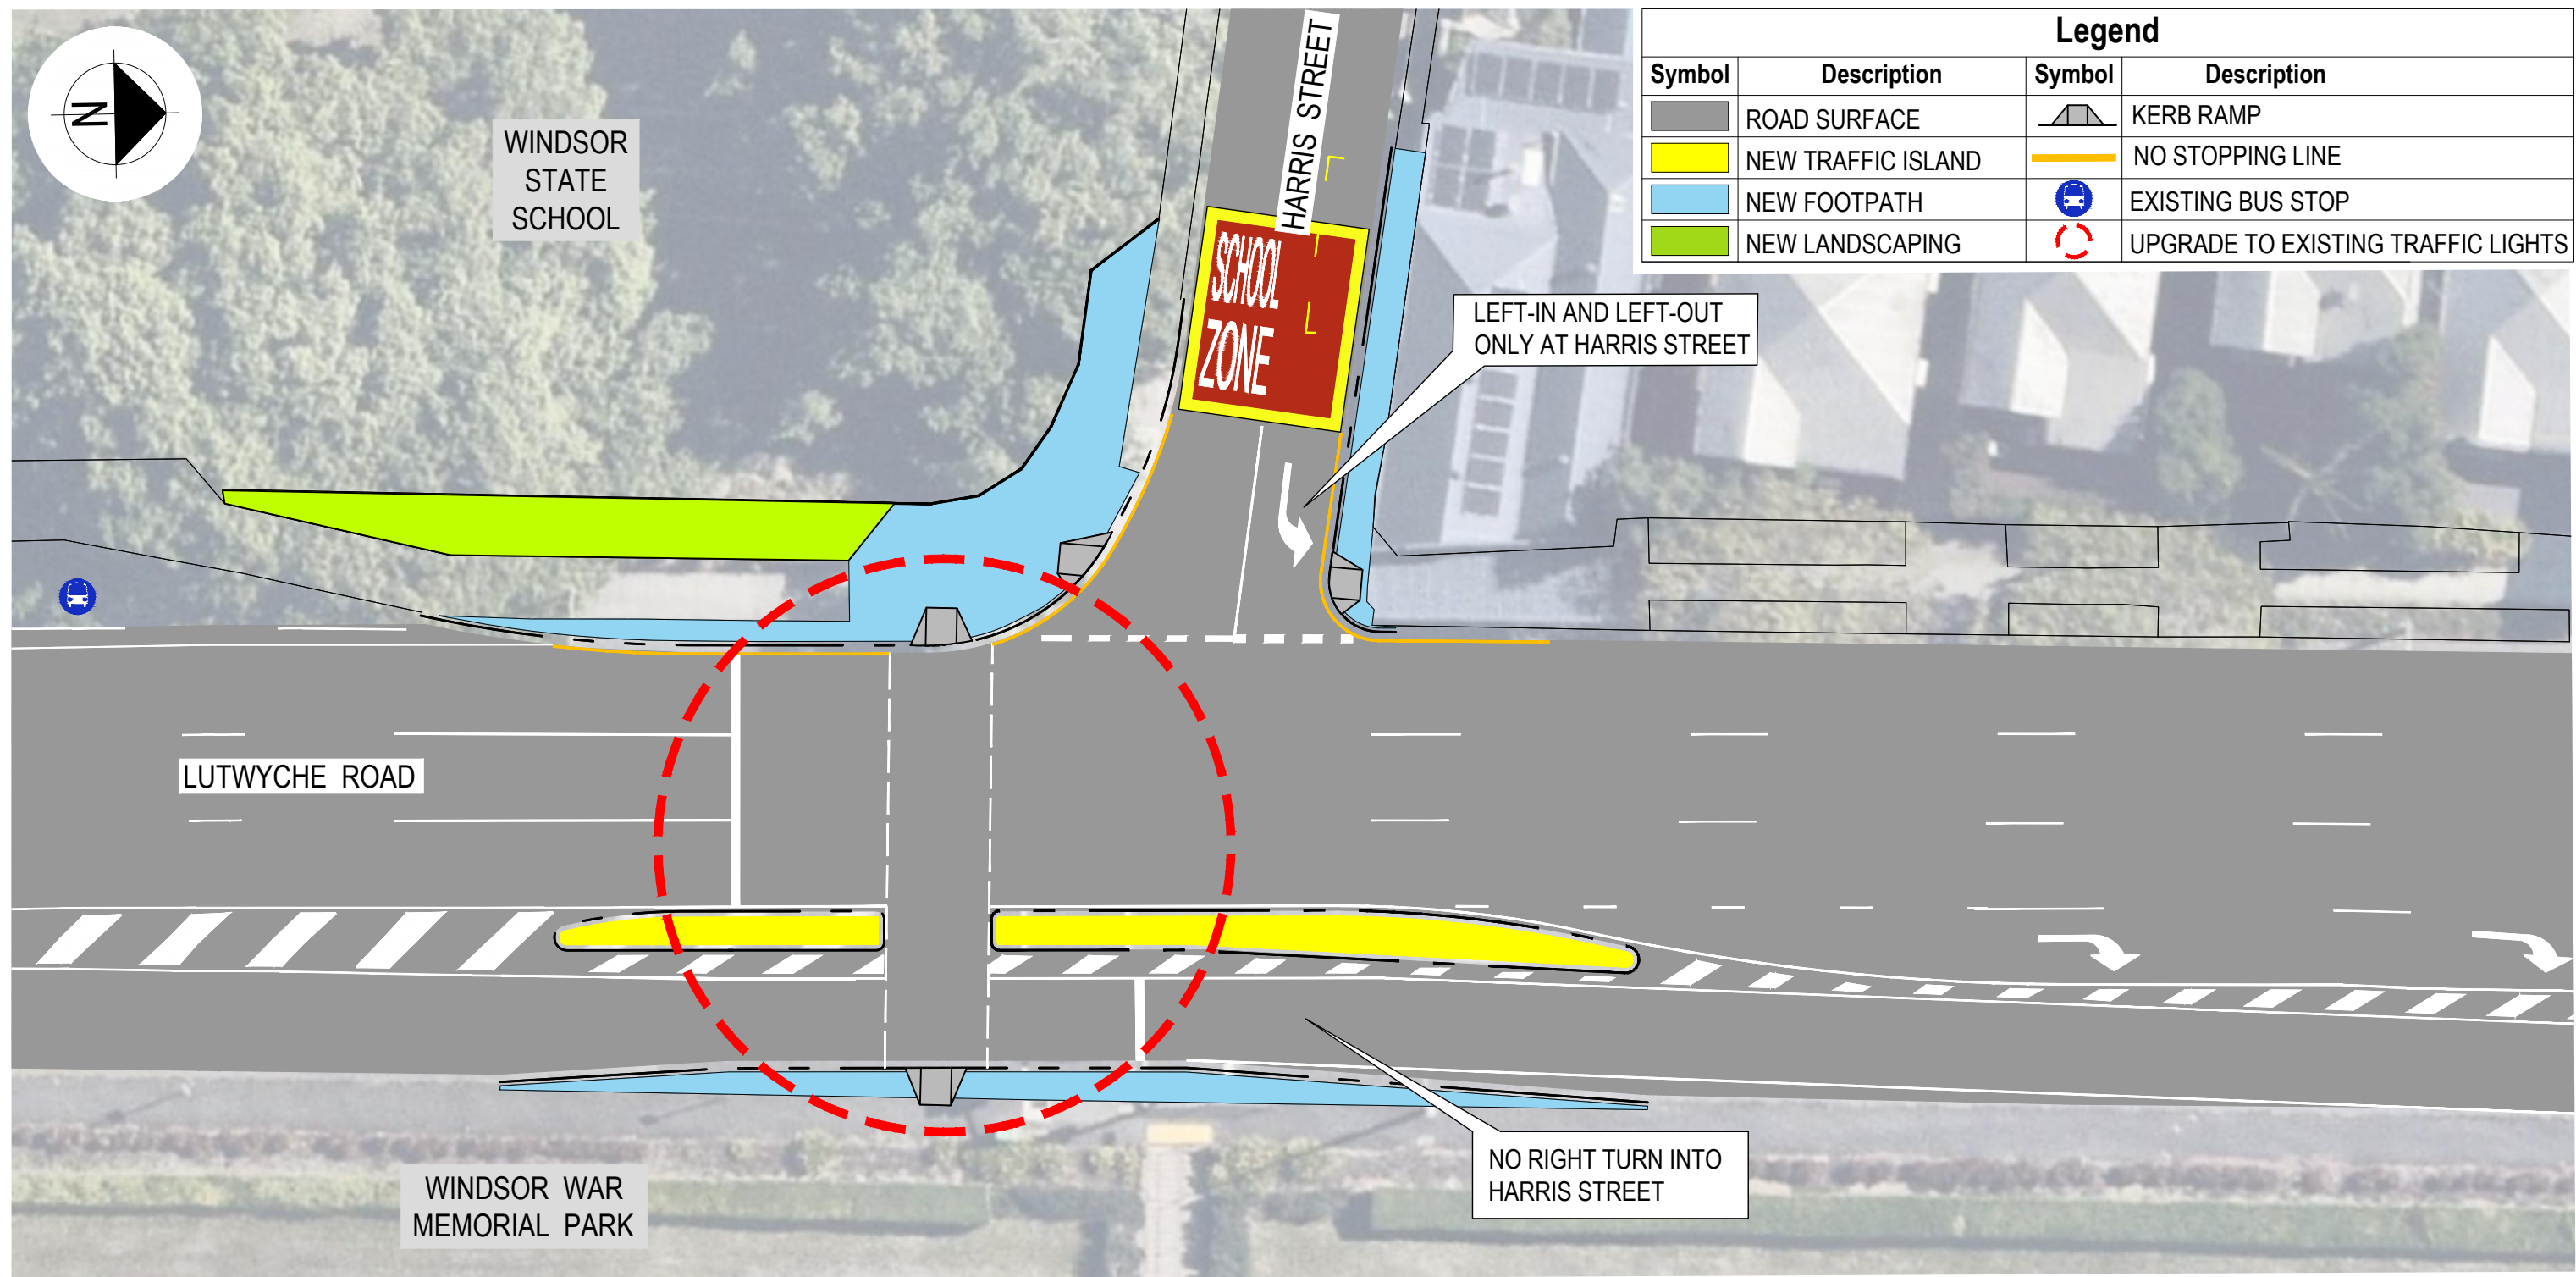 N
WINDSOR
STATE
SCHOOL
HARRIS STREET
SCHOOL
ZONE
Legend
Symbol Description Symbol Description
ROAD SURFACE KERB RAMP
NEW TRAFFIC ISLAND NO STOPPING LINE
NEW FOOTPATH EXISTING BUS STOP
NEW LANDSCAPING UPGRADE TO EXISTING TRAFFIC LIGHTS
LEFT-IN AND LEFT-OUT
ONLY AT HARRIS STREET
LUTWYCHE ROAD
NO RIGHT TURN INTO
HARRIS STREET
WINDSOR WAR
MEMORIAL PARK